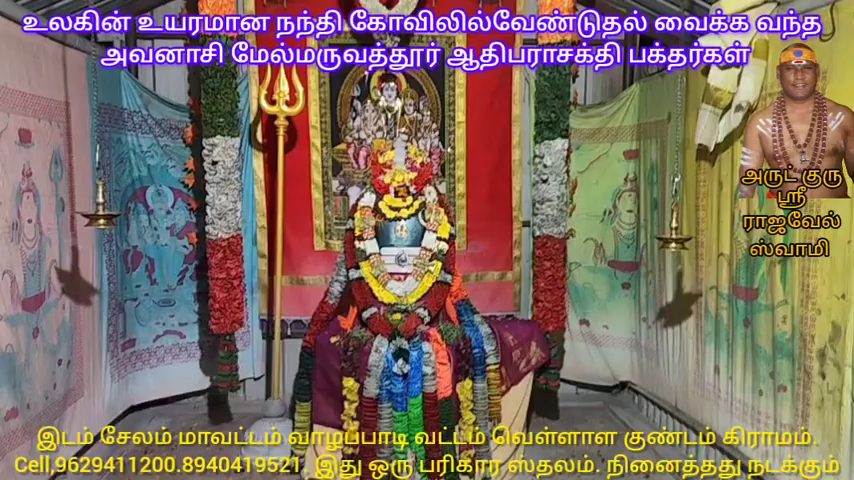 உலகின் உயரமான நந்தி கோவிலில்வேண்டுதல் வைக்க வந்த
அவனாசி மேல்மருவத்தூர் ஆதிபராசக்தி பக்தர்கள்
அருட் குரு
ஸ்ரீ
ராஜவேல்
ஸ்வாமி
இடம் சேலம் மாவட்டம் வாழப்பாடி வட்டம் வெள்ளாள குண்டம் கிராமம்.
Cell,9629411200.8940419521. இது ஒரு பரிகார ஸ்தலம். நினைத்தது நடக்கும்